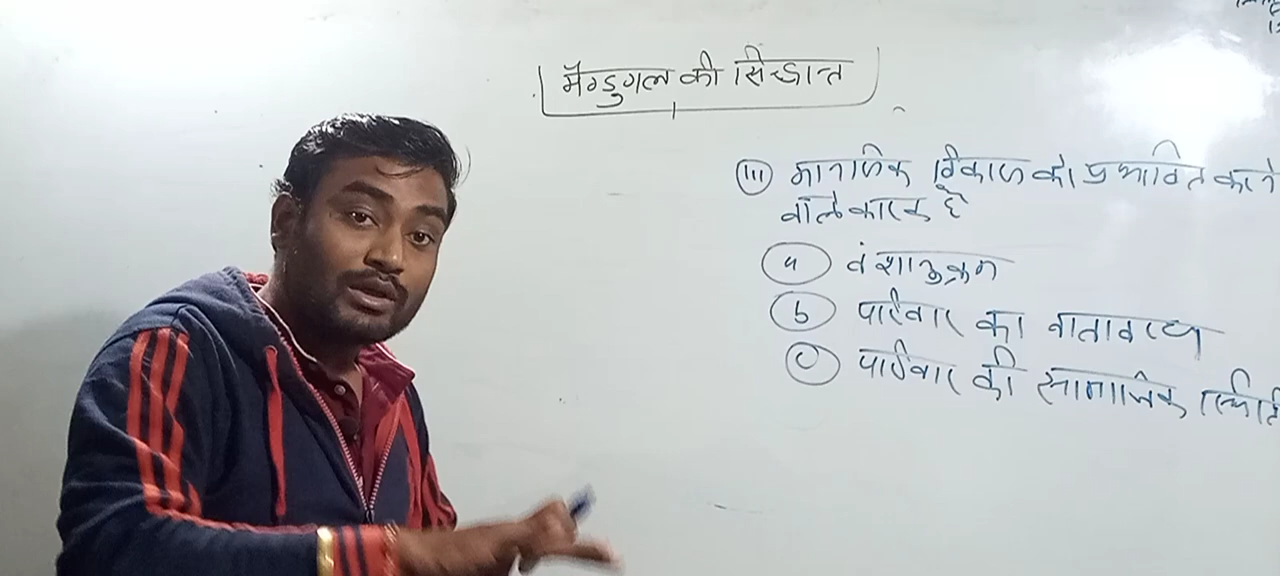 मैग्डुगल की सिद्धान्त
(iii) मानसिक विकास को प्रभावित करने
वाले कारक है
(a) वंशानुक्रम
(b) परिवार का वातावरण
(c) परिवार की सामाजिक स्थिति